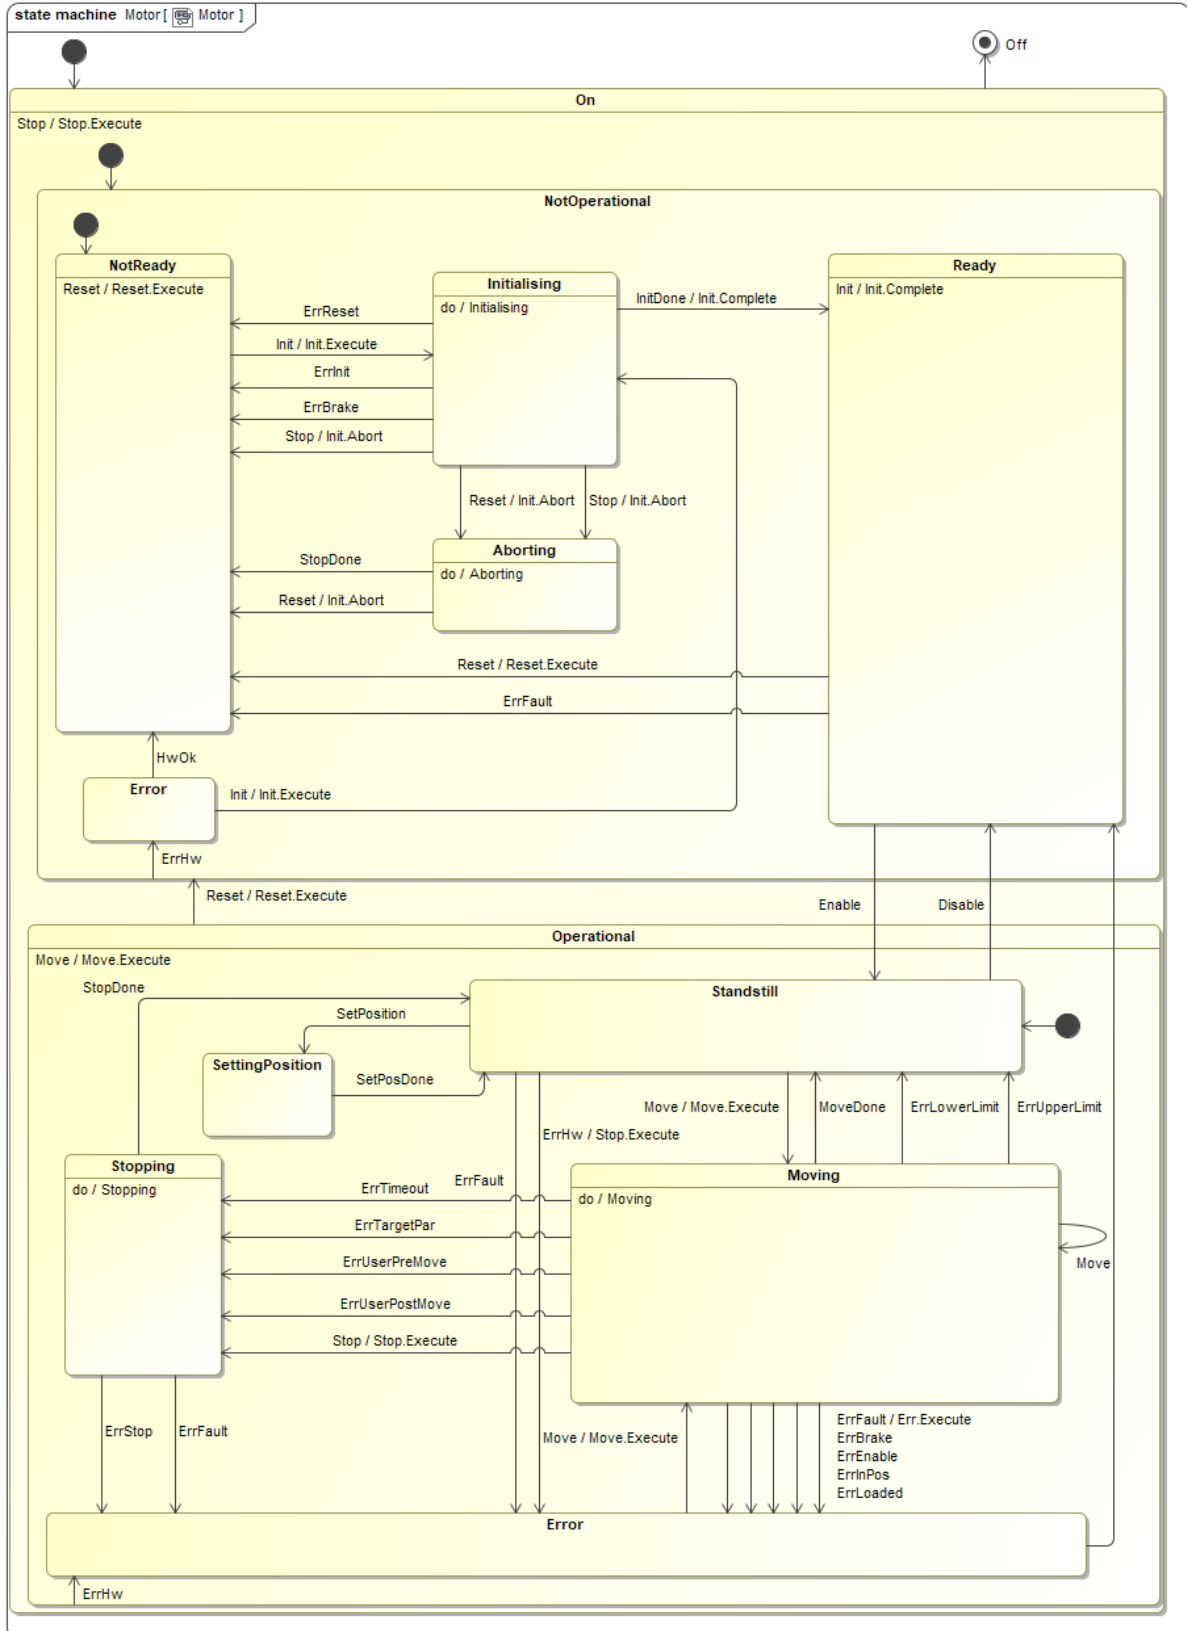 state machine Motor [ Motor ]
Off
On
Stop / Stop.Execute
NotOperational
NotReady
Reset / Reset.Execute
Initialising
do / Initialising
Ready
Init / Init.Complete
InitDone / Init.Complete
ErrReset
Init / Init.Execute
ErrInit
ErrBrake
Stop / Init.Abort
Reset / Init.Abort
Stop / Init.Abort
Aborting
do / Aborting
StopDone
Reset / Init.Abort
Reset / Reset.Execute
ErrFault
HwOk
Error
Init / Init.Execute
ErrHw
Reset / Reset.Execute
Enable
Disable
Operational
Move / Move.Execute
StopDone
Standstill
SetPosition
SettingPosition
SetPosDone
Move / Move.Execute
MoveDone
ErrLowerLimit
ErrUpperLimit
ErrHw / Stop.Execute
Stopping
do / Stopping
ErrFault
ErrTimeout
Moving
do / Moving
ErrTargetPar
ErrUserPreMove
Move
ErrUserPostMove
Stop / Stop.Execute
ErrStop
ErrFault
Move / Move.Execute
ErrFault / Err.Execute
ErrBrake
ErrEnable
ErrInPos
ErrLoaded
Error
ErrHw